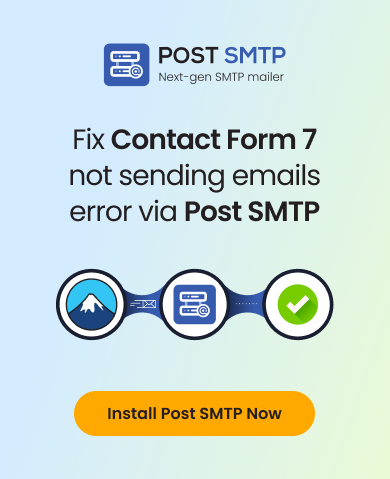 POST SMTP
Next-gen SMTP mailer
Fix Contact Form 7
not sending emails
error via Post SMTP
Install Post SMTP Now